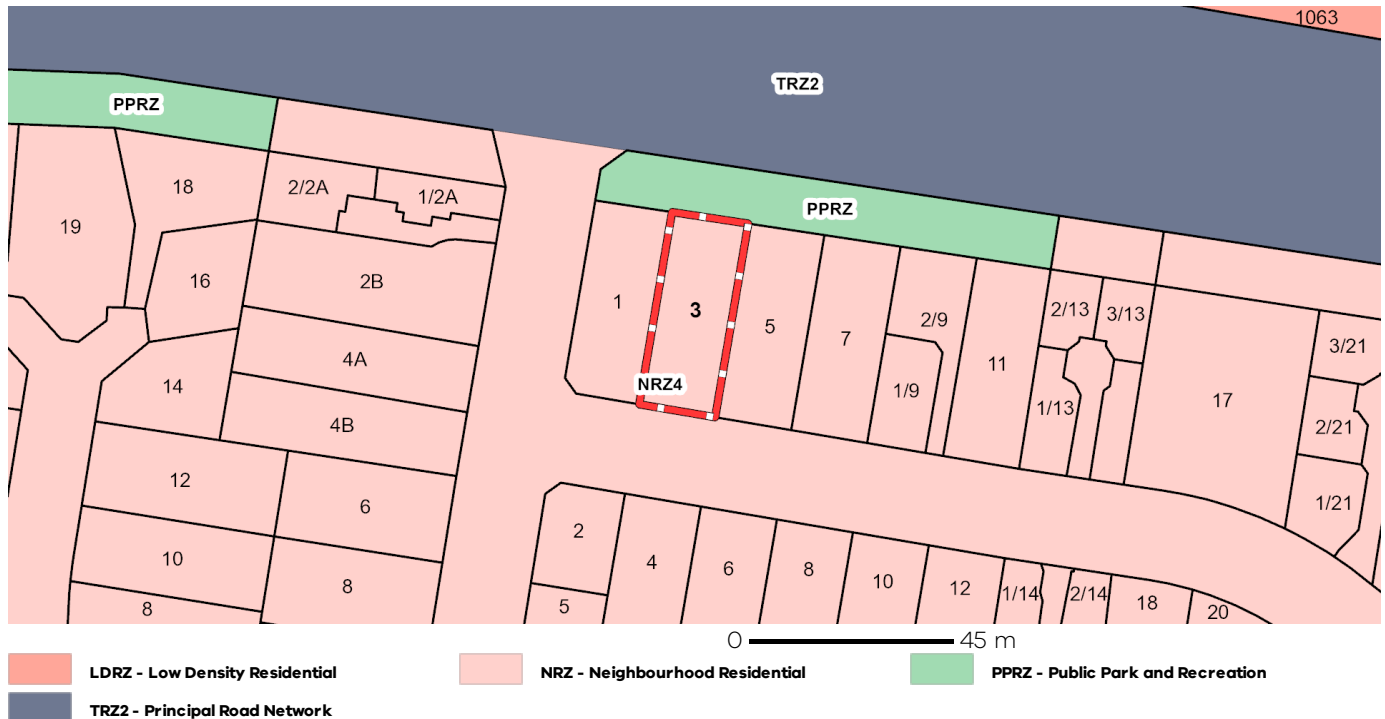 1063
TRZ2
PPRZ
18
2/2A
1/2A
PPRZ
19
16
2B
1
3
5
7
2/9
11
2/13
3/13
3/21
4A
NRZ4
1/9
1/13
17
14
4B
2/21
12
6
1/21
2
4
6
8
10
12
1/14
2/14
18
20
10
8
8
5
0 45 m
LDRZ - Low Density Residential
NRZ - Neighbourhood Residential
PPRZ - Public Park and Recreation
TRZ2 - Principal Road Network